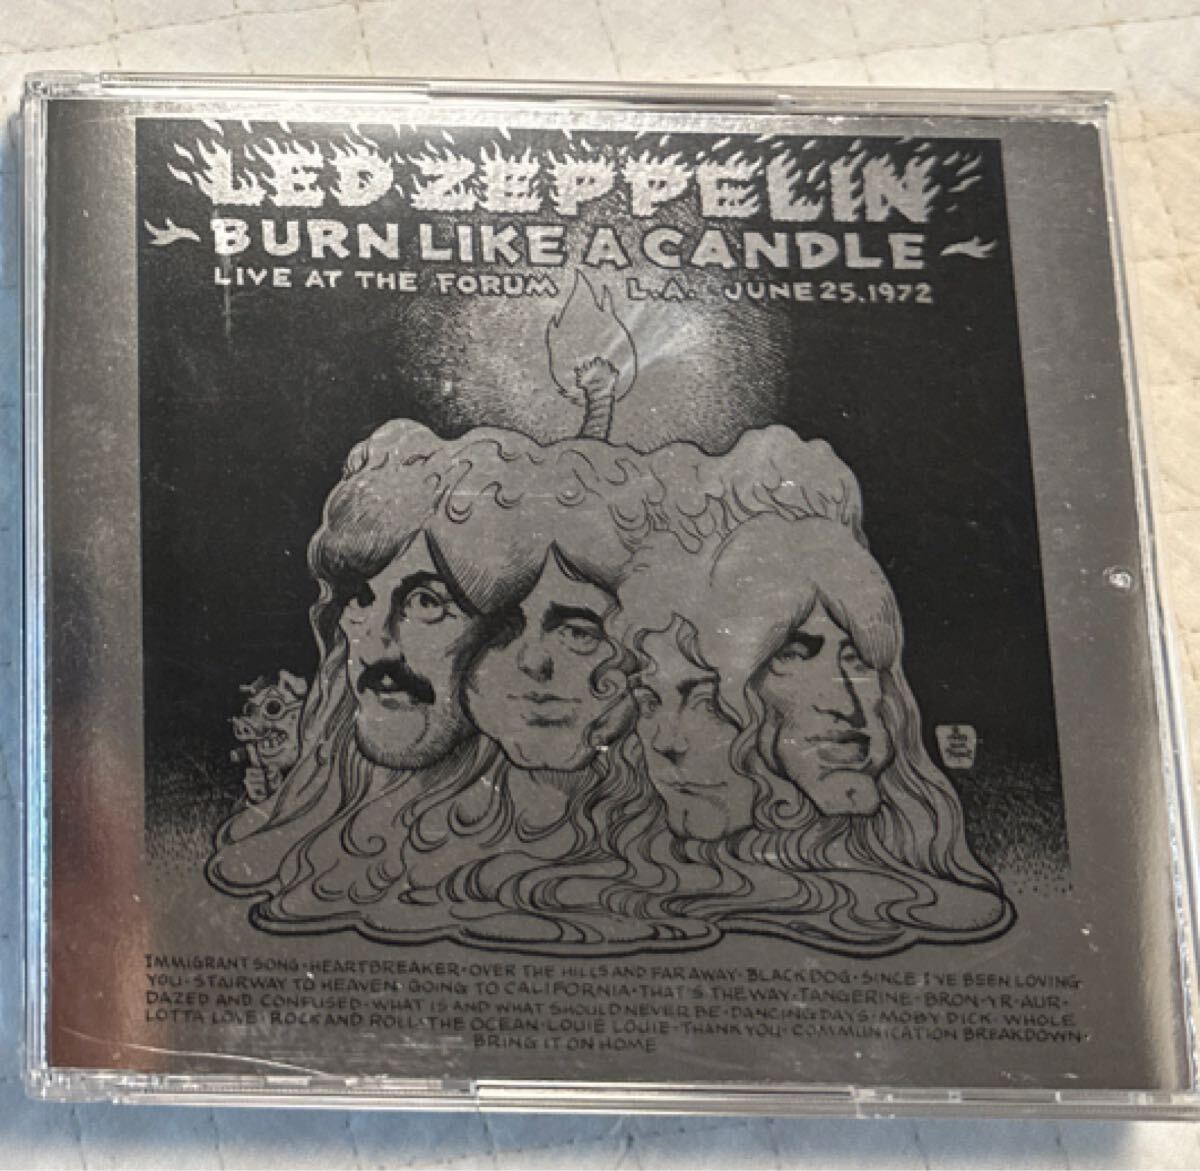 LED ZEPPELIN
BURN LIKE A CANDLE
LIVE AT THE FORUM L.A. JUNE 25, 1972
IMMIGRANT SONG • HEARTBREAKER • OVER THE HILLS AND FAR AWAY • BLACK DOG • SINCE I'VE BEEN LOVING
YOU • STAIRWAY TO HEAVEN • GOING TO CALIFORNIA • THAT'S THE WAY • TANGERINE • BRON-YR-AUR •
DAZED AND CONFUSED • WHAT IS AND WHAT SHOULD NEVER BE • DANCING DAYS • MOBY DICK • WHOLE
LOTTA LOVE • ROCK AND ROLL • THE OCEAN • LOUIE LOUIE • THANK YOU • COMMUNICATION BREAKDOWN •
BRING IT ON HOME